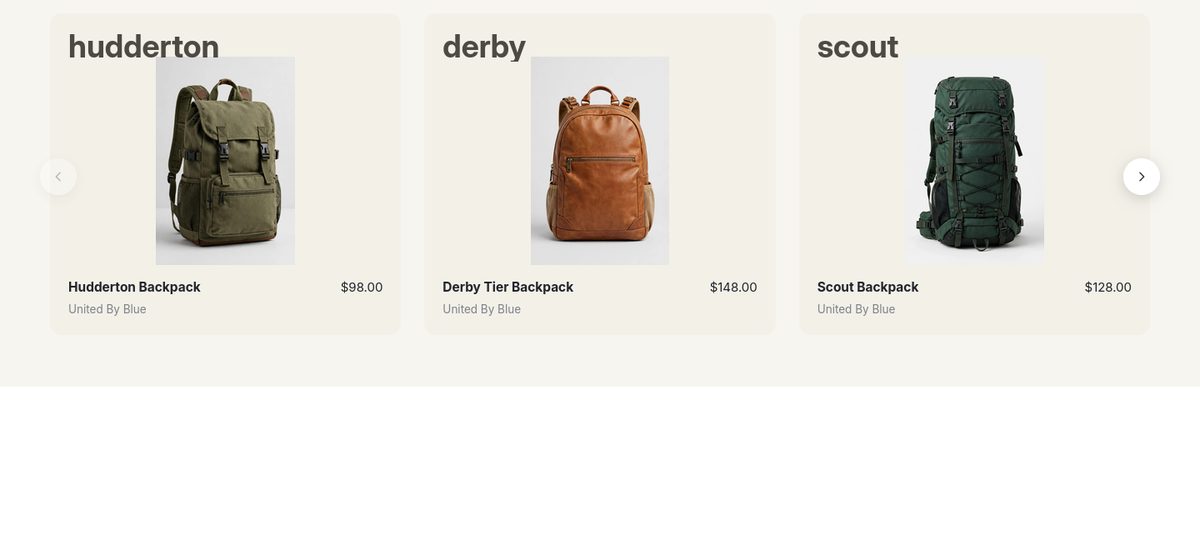 hudderton
derby
scout
Hudderton Backpack
$98.00
United By Blue
Derby Tier Backpack
$148.00
United By Blue
Scout Backpack
$128.00
United By Blue